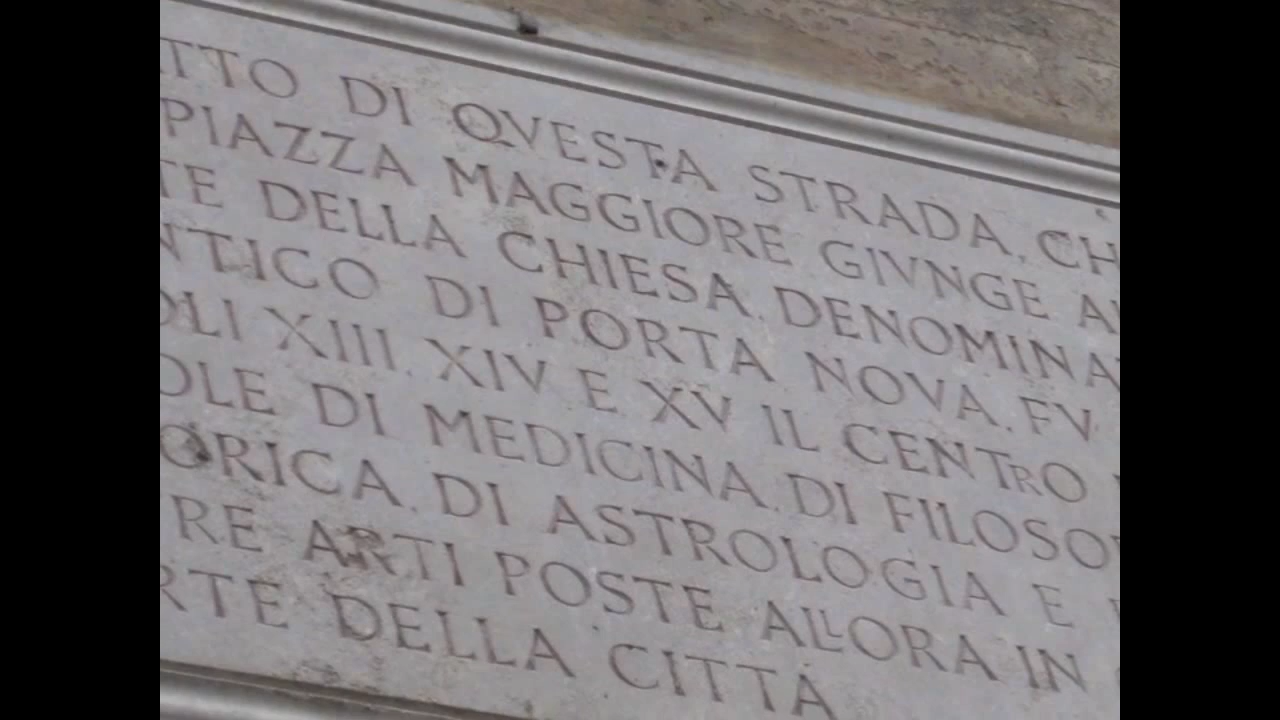 TTO DI QVESTA STRADA, CH
PIAZZA MAGGIORE GIVNGE A
TE DELLA CHIESA DENOMINA
NTICO DI PORTA NOVA, FV
OLI XIII, XIV E XV IL CENTRO
OLE DI MEDICINA, DI FILOSO
ORICA, DI ASTROLOGIA E
RE ARTI POSTE ALLORA IN
RTE DELLA CITTÀ